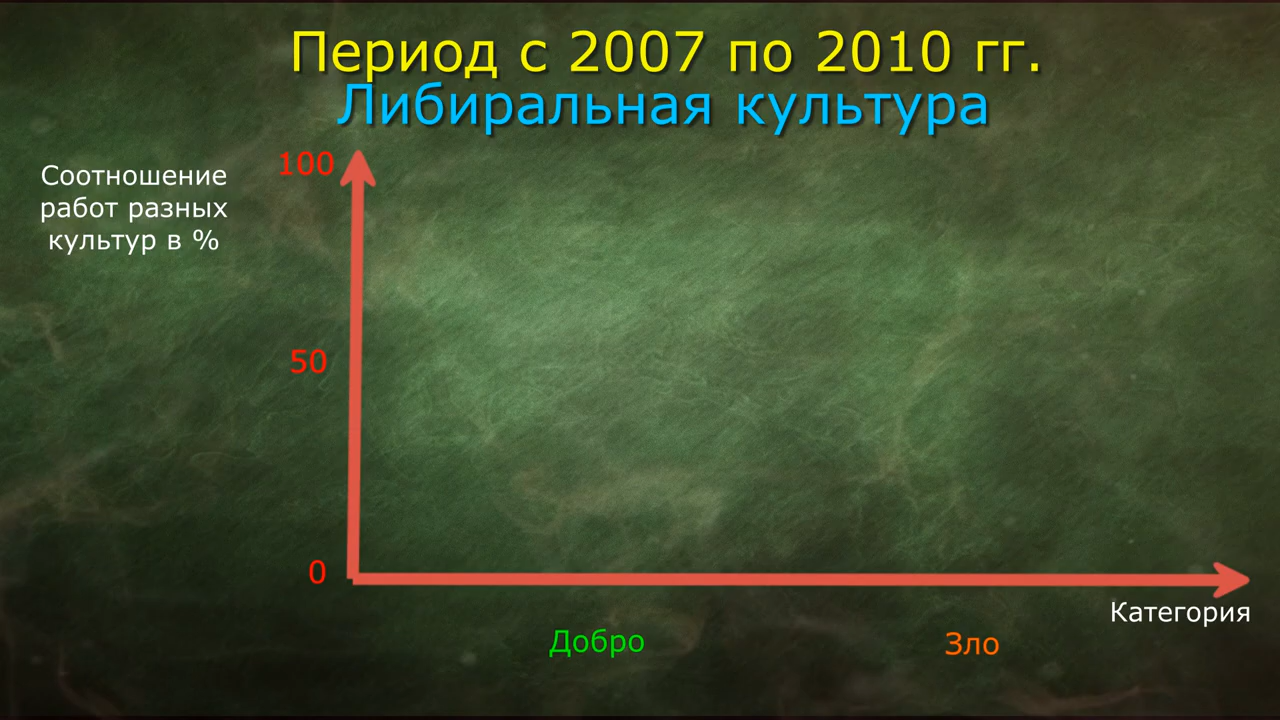 Период с 2007 по 2010 гг.
Либиральная культура
Соотношение
работ разных
культур в %
100
50
0
Категория
Добро
Зло